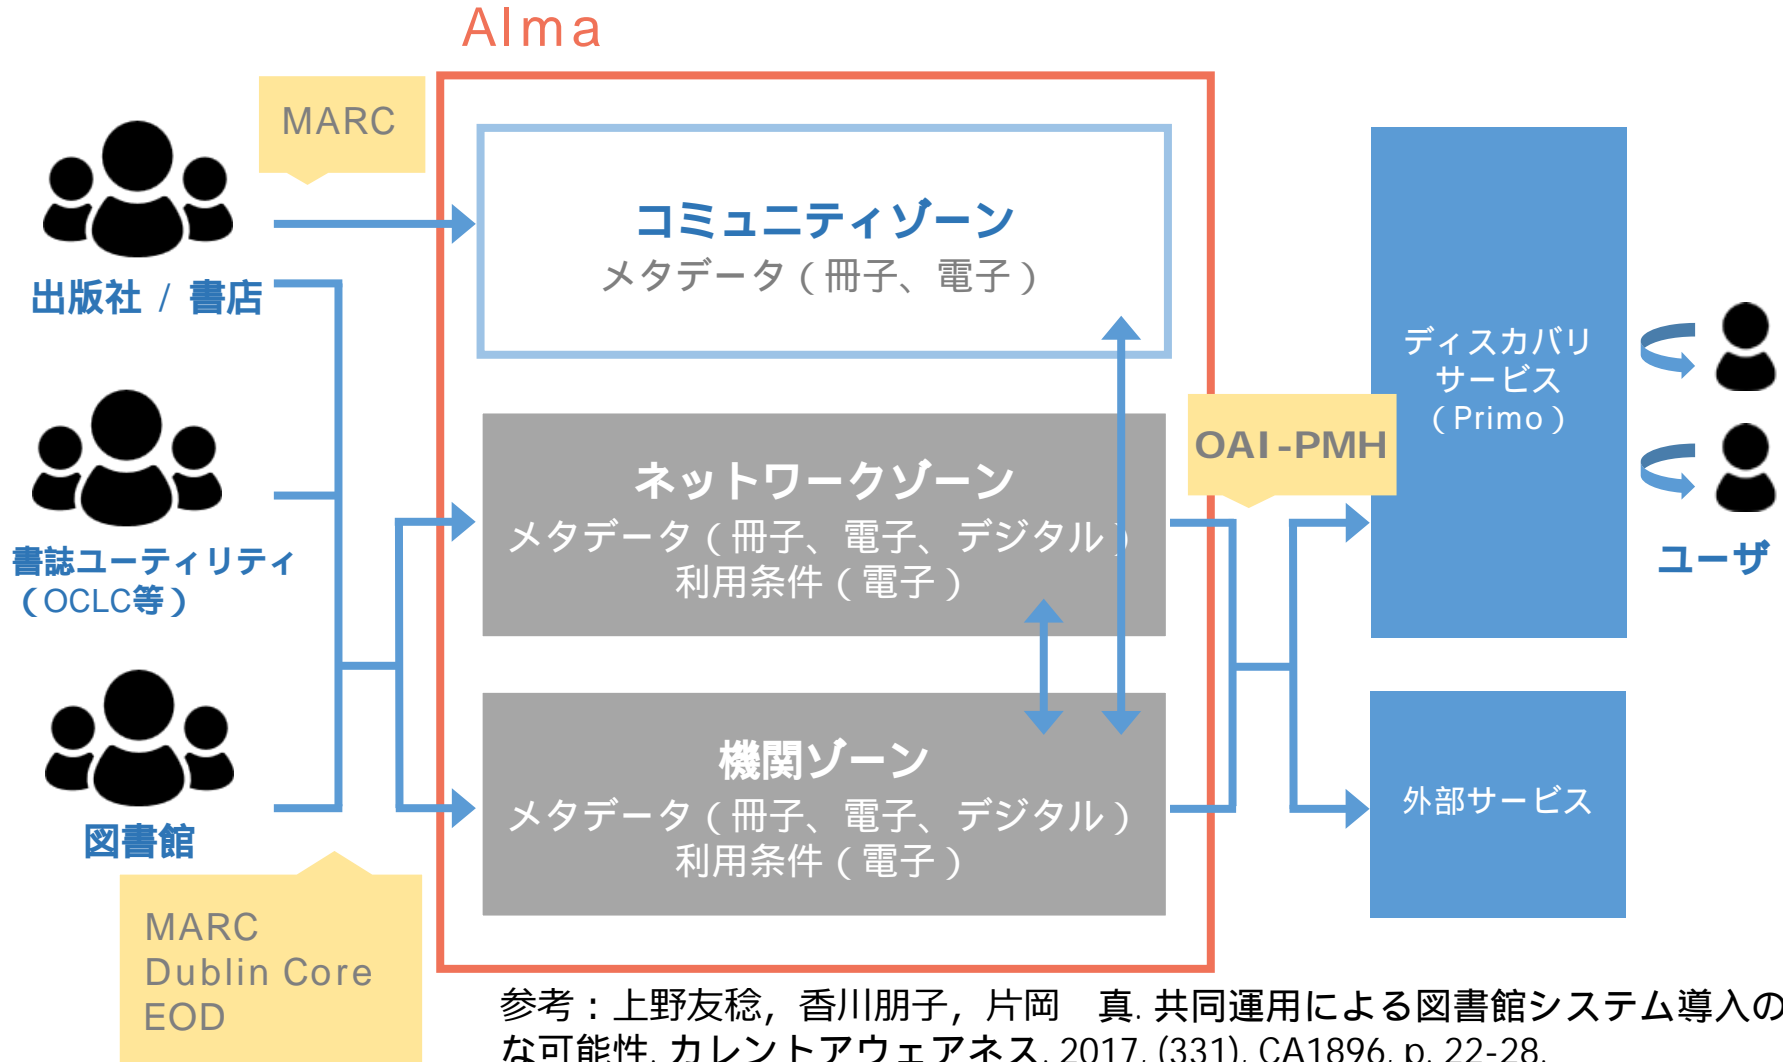 Alma
MARC
出版社 / 書店
書誌ユーティリティ
（OCLC等）
図書館
MARC
Dublin Core
EOD
コミュニティゾーン
メタデータ（冊子、電子）
ネットワークゾーン
メタデータ（冊子、電子、デジタル）
利用条件（電子）
機関ゾーン
メタデータ（冊子、電子、デジタル）
利用条件（電子）
OAI-PMH
ディスカバリ
サービス
（Primo）
外部サービス
ユーザ
参考：上野友稔，香川朋子，片岡　真. 共同運用による図書館システム導入の
な可能性. カレントアウェアネス. 2017, (331), CA1896, p. 22-28.